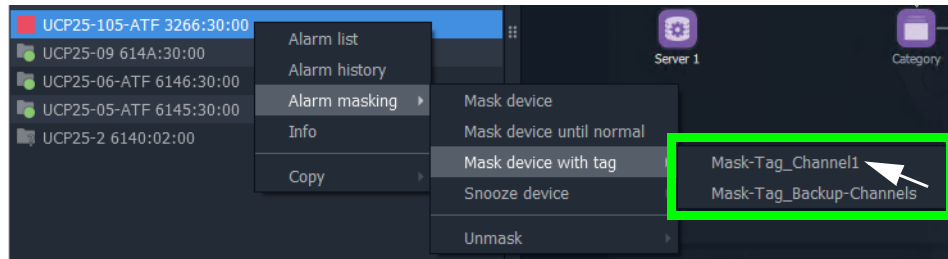 UCP25-105-ATF 3266:30:00
UCP25-09 614A:30:00
UCP25-06-ATF 6146:30:00
UCP25-05-ATF 6145:30:00
UCP25-2 6140:02:00
Alarm list
Alarm history
Alarm masking
Info
Copy
Mask device
Mask device until normal
Mask device with tag
Snooze device
Unmask
Mask-Tag_Channel1
Mask-Tag_Backup-Channels
Server 1
Category